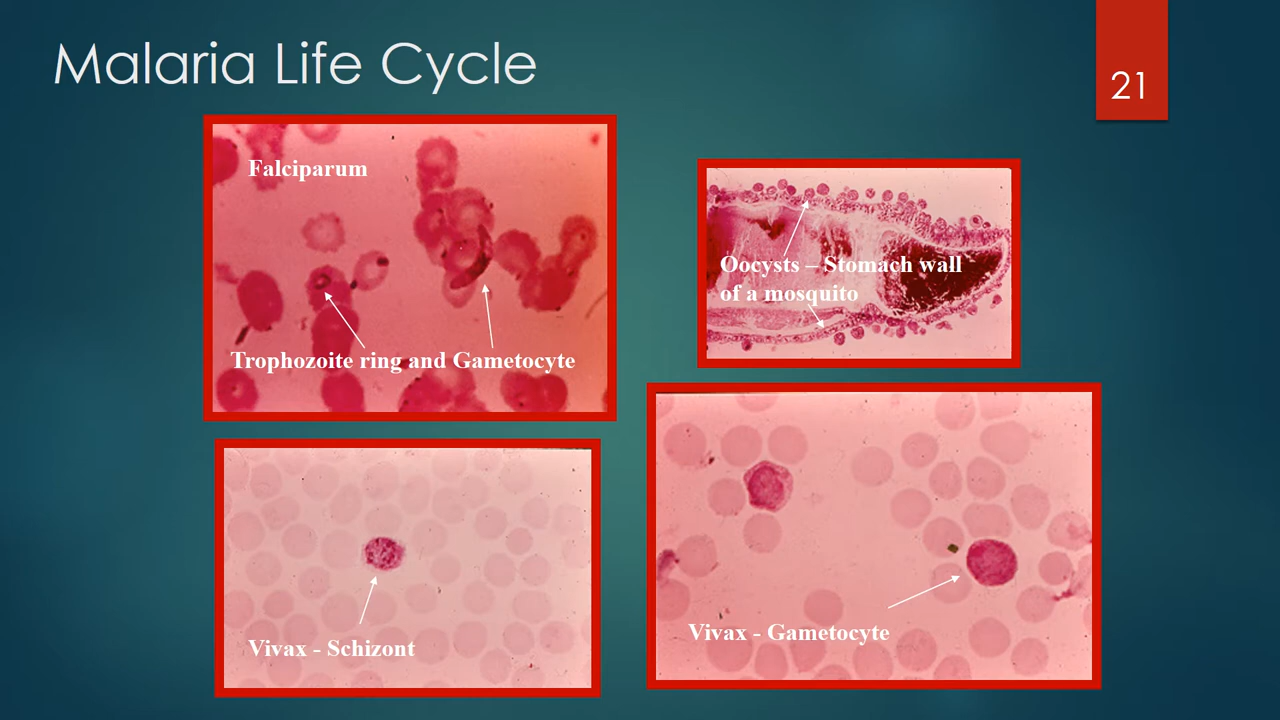 Malaria Life Cycle
21
Falciparum
Trophozoite ring and Gametocyte
Oocysts – Stomach wall
of a mosquito
Vivax - Schizont
Vivax - Gametocyte